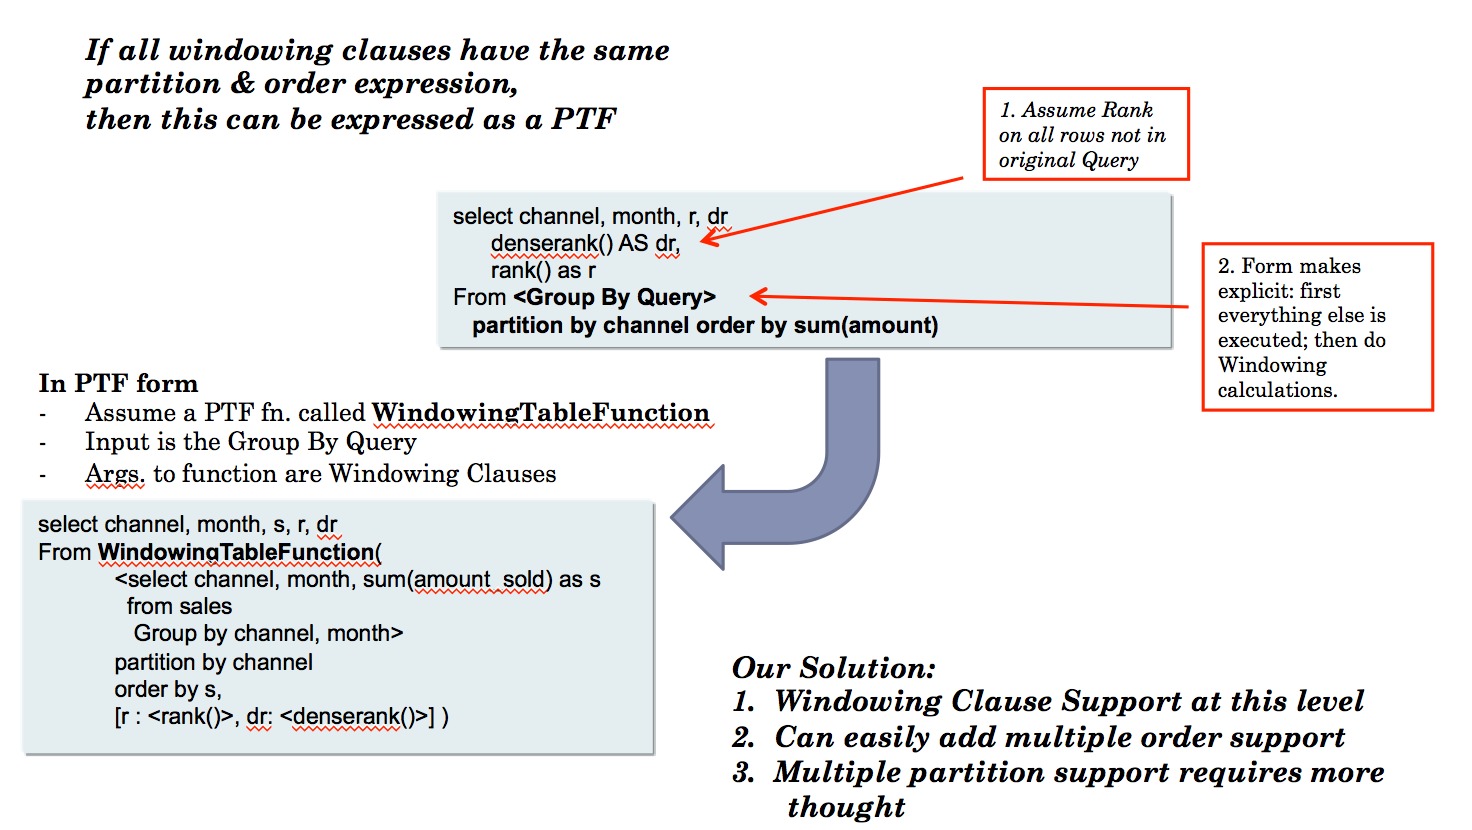 If all windowing clauses have the same
partition & order expression,
then this can be expressed as a PTF
1. Assume Rank
on all rows not in
original Query
select channel, month, r, dr
denserank() AS dr,
rank() as r
From <Group By Query>
partition by channel order by sum(amount)
2. Form makes
explicit: first
everything else is
executed; then do
Windowing
calculations.
In PTF form
- Assume a PTF fn. called WindowingTableFunction
- Input is the Group By Query
- Args. to function are Windowing Clauses
select channel, month, s, r, dr
From WindowingTableFunction(
<select channel, month, sum(amount_sold) as s
from sales
Group by channel, month>
partition by channel
order by s,
[r : <rank()>, dr: <denserank()>] )
Our Solution:
1. Windowing Clause Support at this level
2. Can easily add multiple order support
3. Multiple partition support requires more
thought